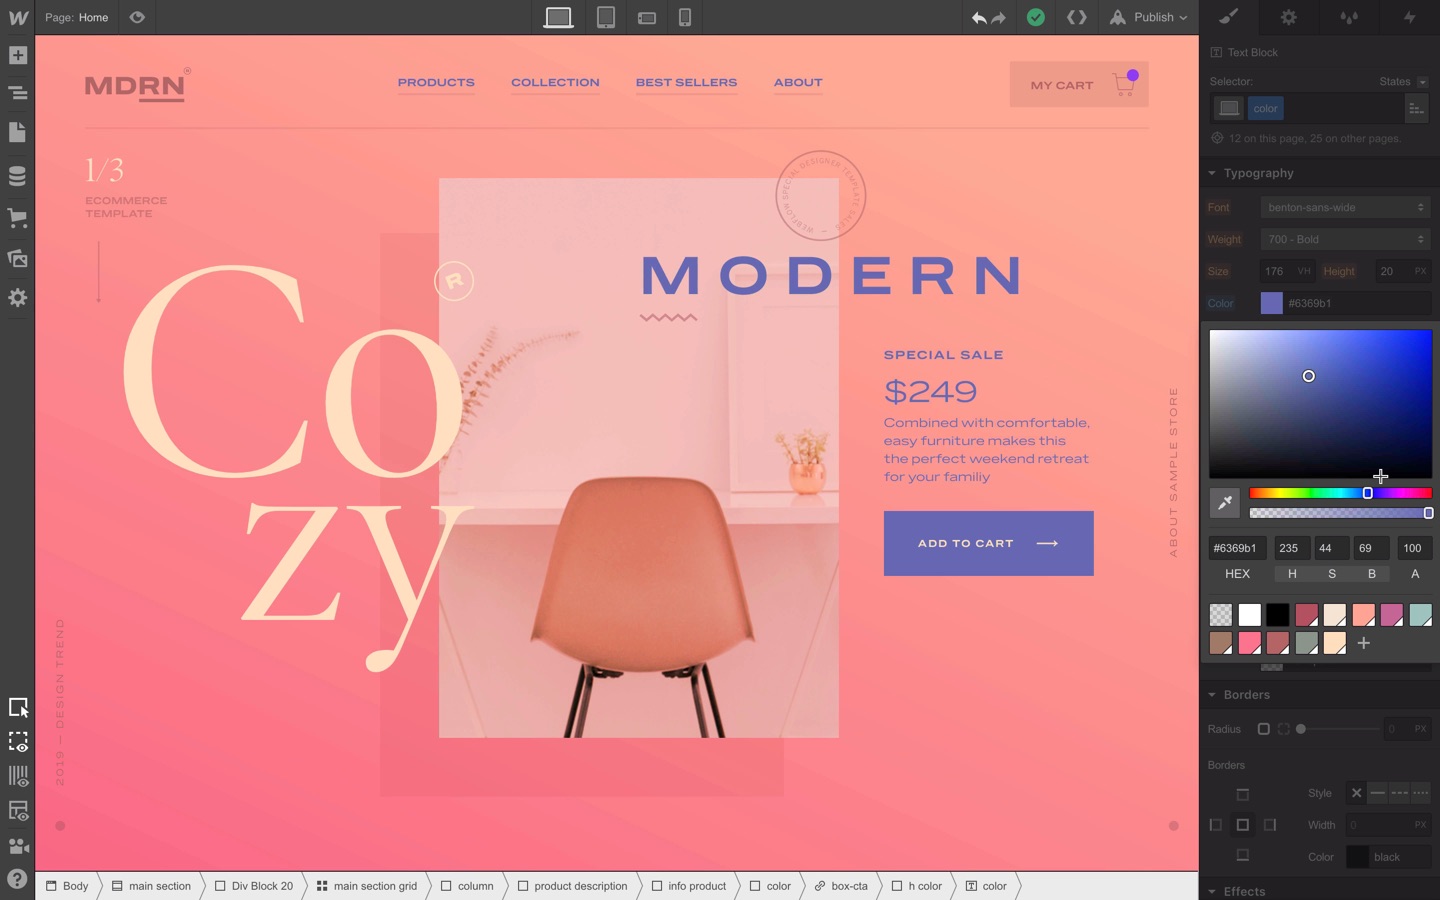 W
Page: Home
Publish
MDRN®
PRODUCTS
COLLECTION
BEST SELLERS
ABOUT
MY CART
1/3
ECOMMERCE
TEMPLATE
WEBFLOW SPECIAL DESIGNER TEMPLATE SALES —
R
Co
zy
MODERN
SPECIAL SALE
$249
Combined with comfortable,
easy furniture makes this
the perfect weekend retreat
for your familiy
ADD TO CART
ABOUT SAMPLE STORE
2019 — DESIGN TREND
Body
main section
Div Block 20
main section grid
column
product description
info product
color
box-cta
h color
color
Text Block
Selector:
States
color
12 on this page, 25 on other pages.
Typography
Font
benton-sans-wide
Weight
700 - Bold
Size
176 VH
Height
20 PX
Color
#6369b1
#6369b1 235 44 69 100
HEX H S B A
Borders
Radius
0 PX
Borders
Style
Width
0 PX
Color
black
Effects